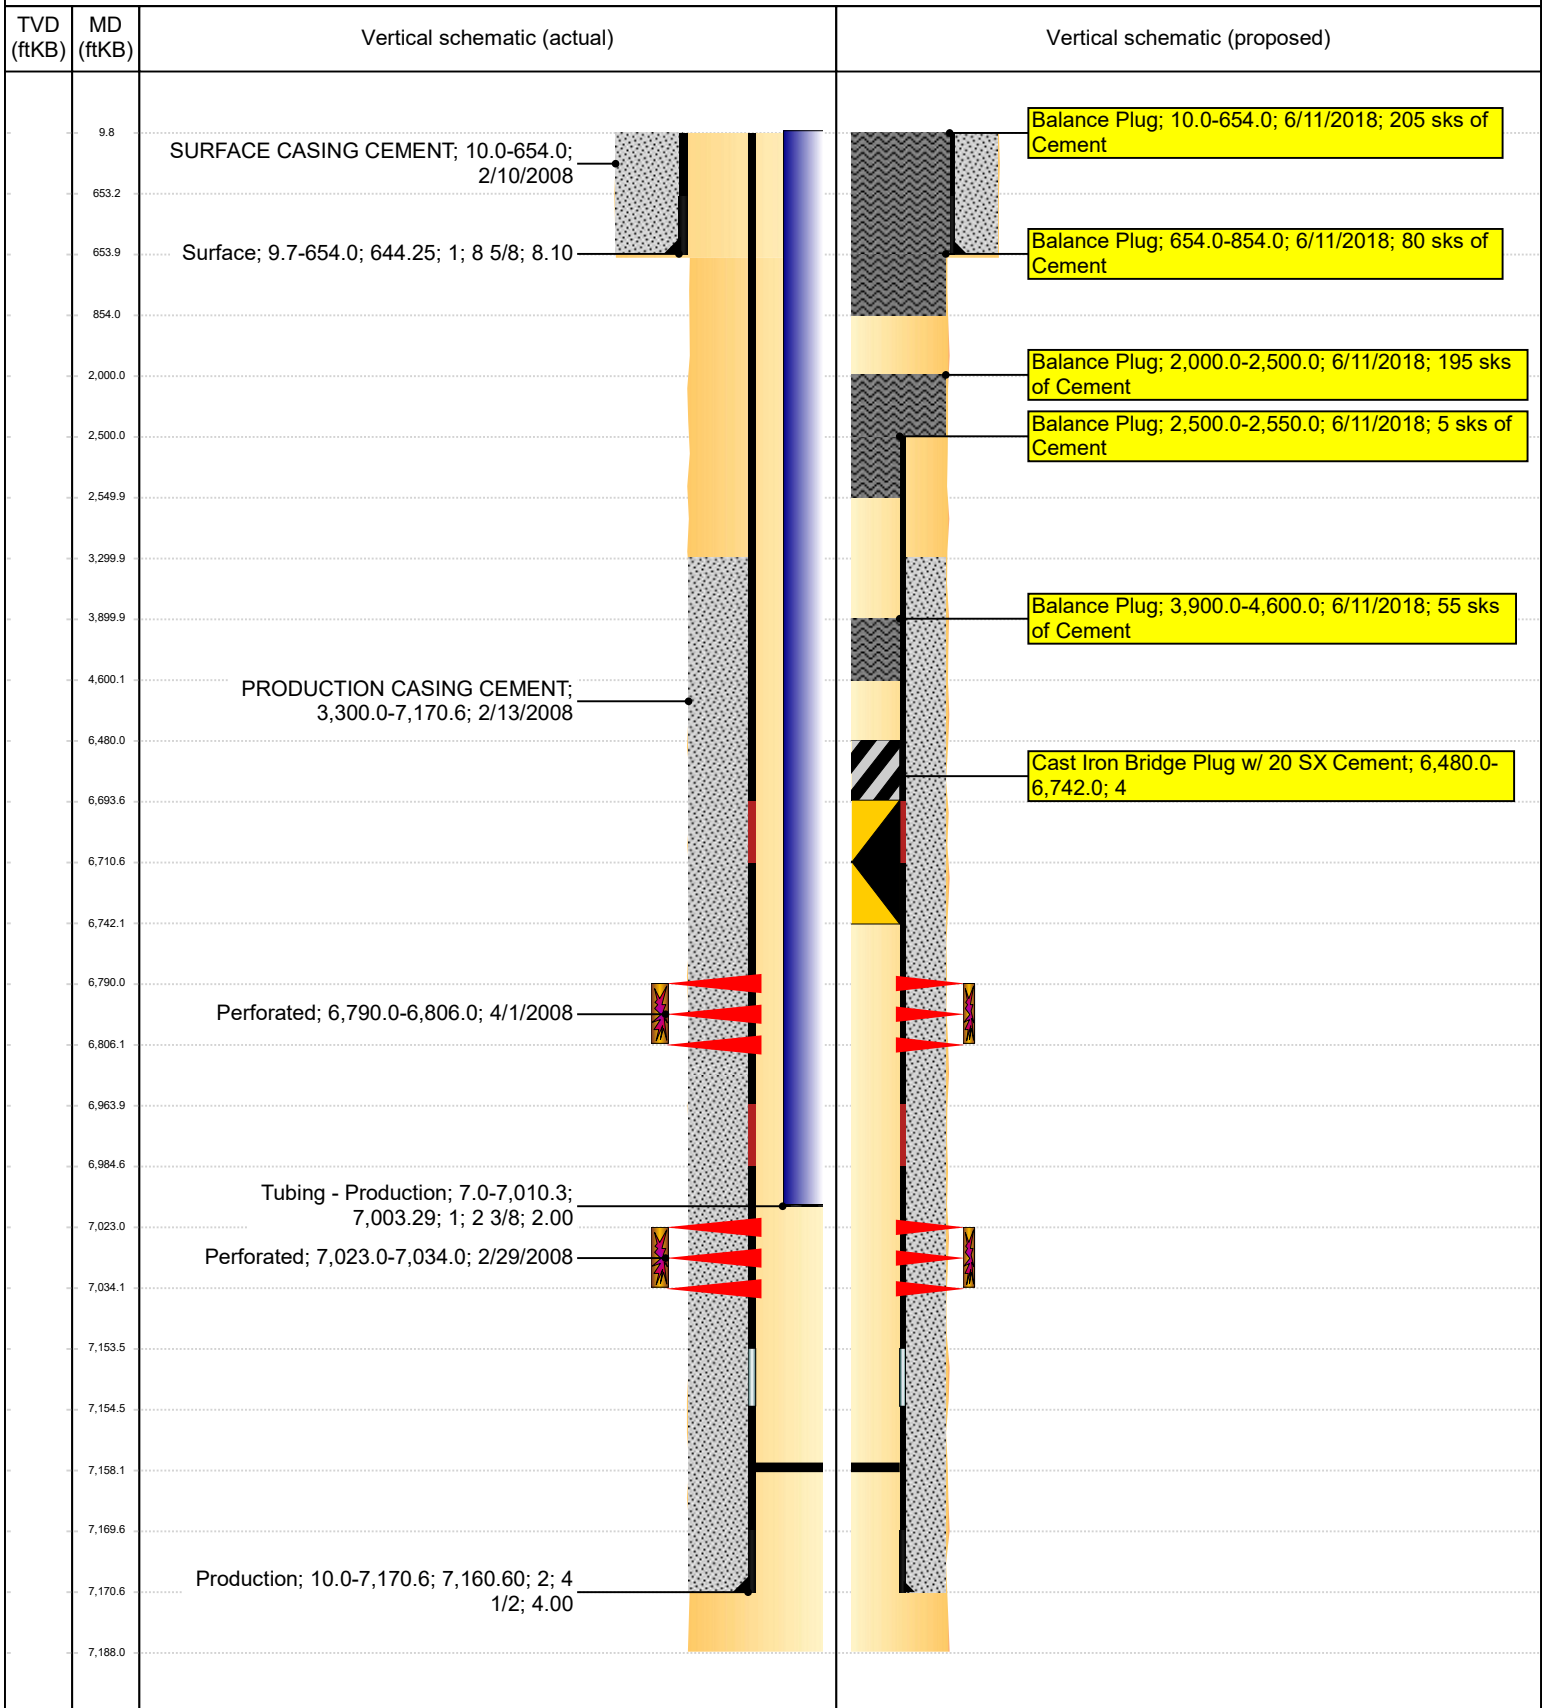 TVD
(ftKB)
MD
(ftKB)
Vertical schematic (actual)
Vertical schematic (proposed)
9.8
653.2
653.9
854.0
2,000.0
2,500.0
2,549.9
3,299.9
3,899.9
4,600.1
6,480.0
6,693.6
6,710.6
6,742.1
6,790.0
6,806.1
6,963.9
6,984.6
7,023.0
7,034.1
7,153.5
7,154.5
7,158.1
7,169.6
7,170.6
7,188.0
SURFACE CASING CEMENT; 10.0-654.0;
2/10/2008
Surface; 9.7-654.0; 644.25; 1; 8 5/8; 8.10
PRODUCTION CASING CEMENT;
3,300.0-7,170.6; 2/13/2008
Perforated; 6,790.0-6,806.0; 4/1/2008
Tubing - Production; 7.0-7,010.3;
7,003.29; 1; 2 3/8; 2.00
Perforated; 7,023.0-7,034.0; 2/29/2008
Production; 10.0-7,170.6; 7,160.60; 2; 4
1/2; 4.00
Balance Plug; 10.0-654.0; 6/11/2018; 205 sks of
Cement
Balance Plug; 654.0-854.0; 6/11/2018; 80 sks of
Cement
Balance Plug; 2,000.0-2,500.0; 6/11/2018; 195 sks
of Cement
Balance Plug; 2,500.0-2,550.0; 6/11/2018; 5 sks of
Cement
Balance Plug; 3,900.0-4,600.0; 6/11/2018; 55 sks
of Cement
Cast Iron Bridge Plug w/ 20 SX Cement; 6,480.0-
6,742.0; 4